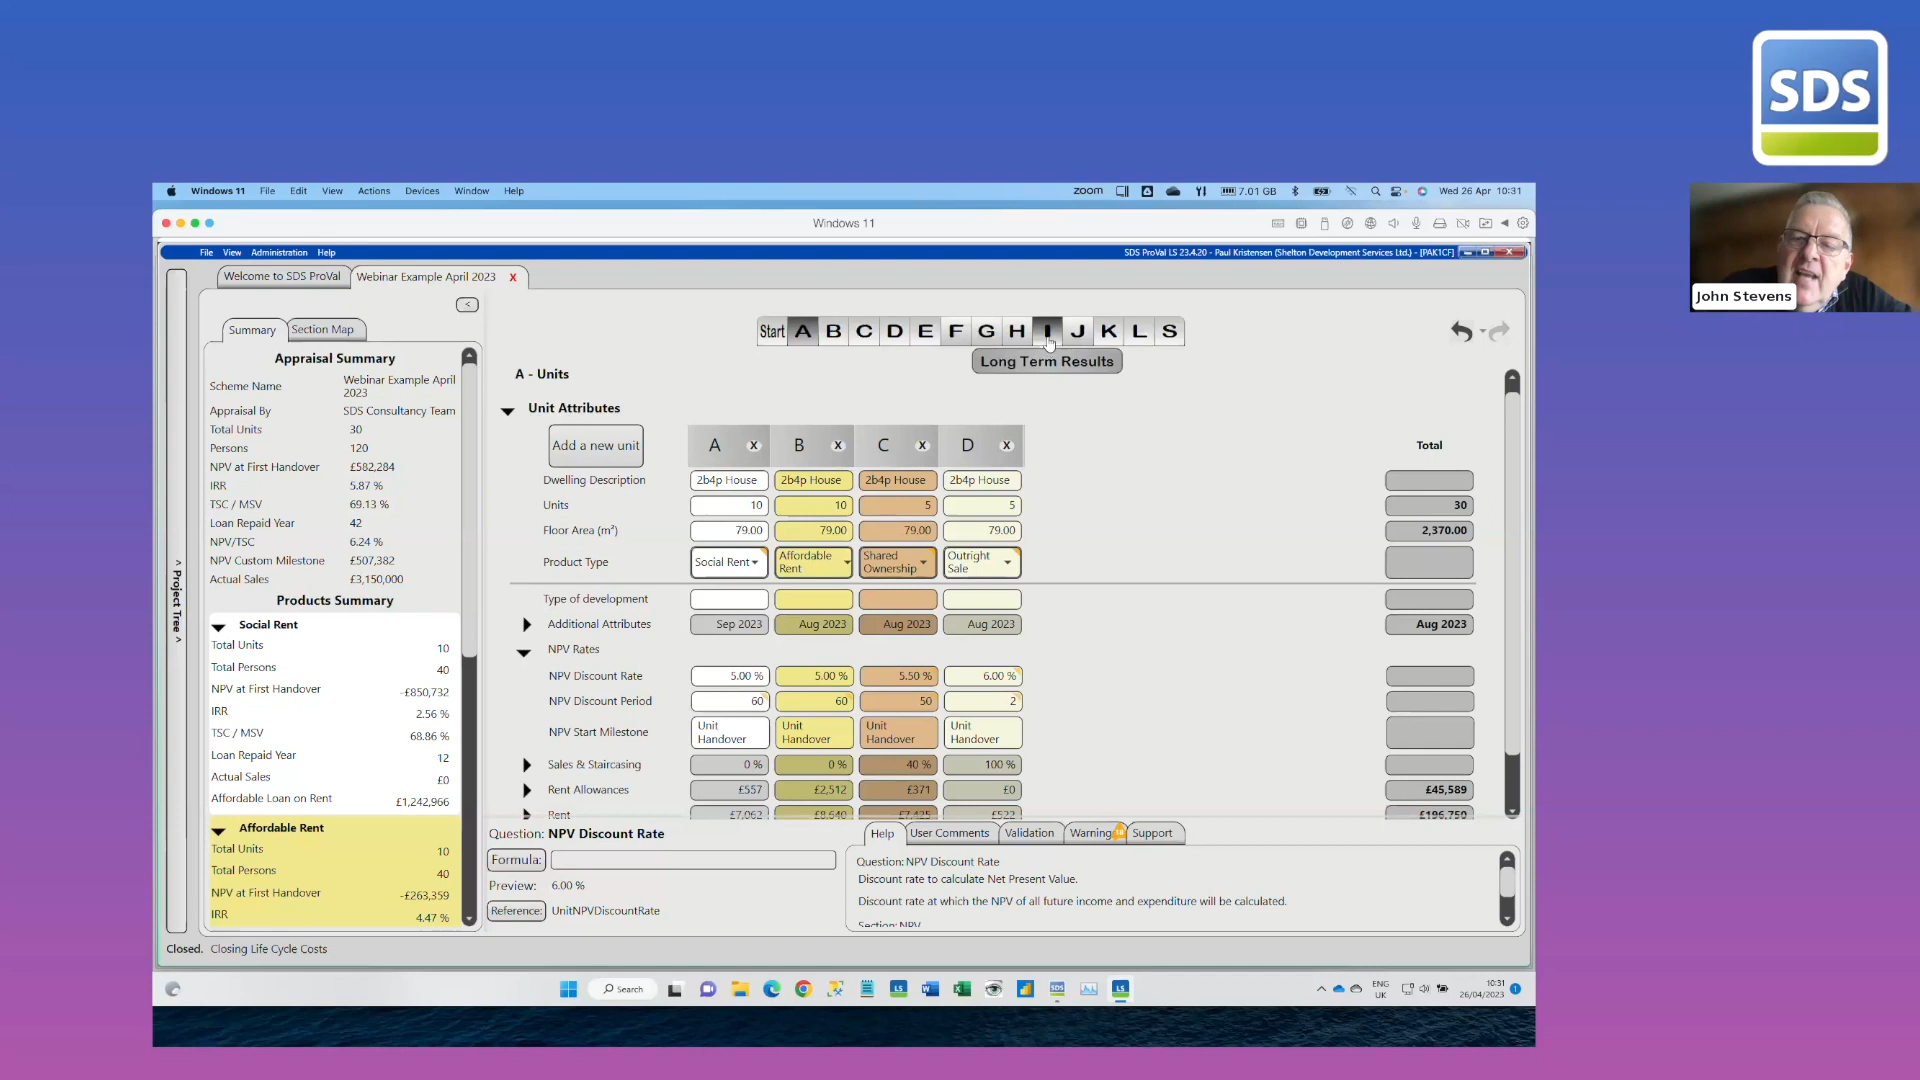 SDS
John Stevens
Windows 11 File Edit View Actions Devices Window Help
zoom 7.01 GB Wed 26 Apr 10:31
Windows 11
File View Administration Help
SDS ProVal LS 23.4.20 - Paul Kristensen (Shelton Development Services Ltd.) - [PAK1CF]
Welcome to SDS ProVal
Webinar Example April 2023 X
<
^ Project Tree ^
Summary Section Map
Appraisal Summary
Scheme Name Webinar Example April 2023
Appraisal By SDS Consultancy Team
Total Units 30
Persons 120
NPV at First Handover £582,284
IRR 5.87 %
TSC / MSV 69.13 %
Loan Repaid Year 42
NPV/TSC 6.24 %
NPV Custom Milestone £507,382
Actual Sales £3,150,000
Products Summary
Social Rent
Total Units 10
Total Persons 40
NPV at First Handover -£850,732
IRR 2.56 %
TSC / MSV 68.86 %
Loan Repaid Year 12
Actual Sales £0
Affordable Loan on Rent £1,242,966
Affordable Rent
Total Units 10
Total Persons 40
NPV at First Handover -£263,359
IRR 4.47 %
Start A B C D E F G H I J K L S
Long Term Results
A - Units
Unit Attributes
Add a new unit A X B X C X D X Total
Dwelling Description 2b4p House 2b4p House 2b4p House 2b4p House
Units 10 10 5 5 30
Floor Area (m²) 79.00 79.00 79.00 79.00 2,370.00
Product Type Social Rent Affordable Rent Shared Ownership Outright Sale
Type of development
Additional Attributes Sep 2023 Aug 2023 Aug 2023 Aug 2023 Aug 2023
NPV Rates
NPV Discount Rate 5.00 % 5.00 % 5.50 % 6.00 %
NPV Discount Period 60 60 50 2
NPV Start Milestone Unit Handover Unit Handover Unit Handover Unit Handover
Sales & Staircasing 0 % 0 % 40 % 100 %
Rent Allowances £557 £2,512 £371 £0 £45,589
Rent £7,062 £8,640 £7,425 £522 £196,750
Question: NPV Discount Rate
Formula:
Preview: 6.00 %
Reference: UnitNPVDiscountRate
Help User Comments Validation Warning Support
Question: NPV Discount Rate
Discount rate to calculate Net Present Value.
Discount rate at which the NPV of all future income and expenditure will be calculated.
Section: NPV
Closed. Closing Life Cycle Costs
Search
ENG
UK
10:31
26/04/2023
1